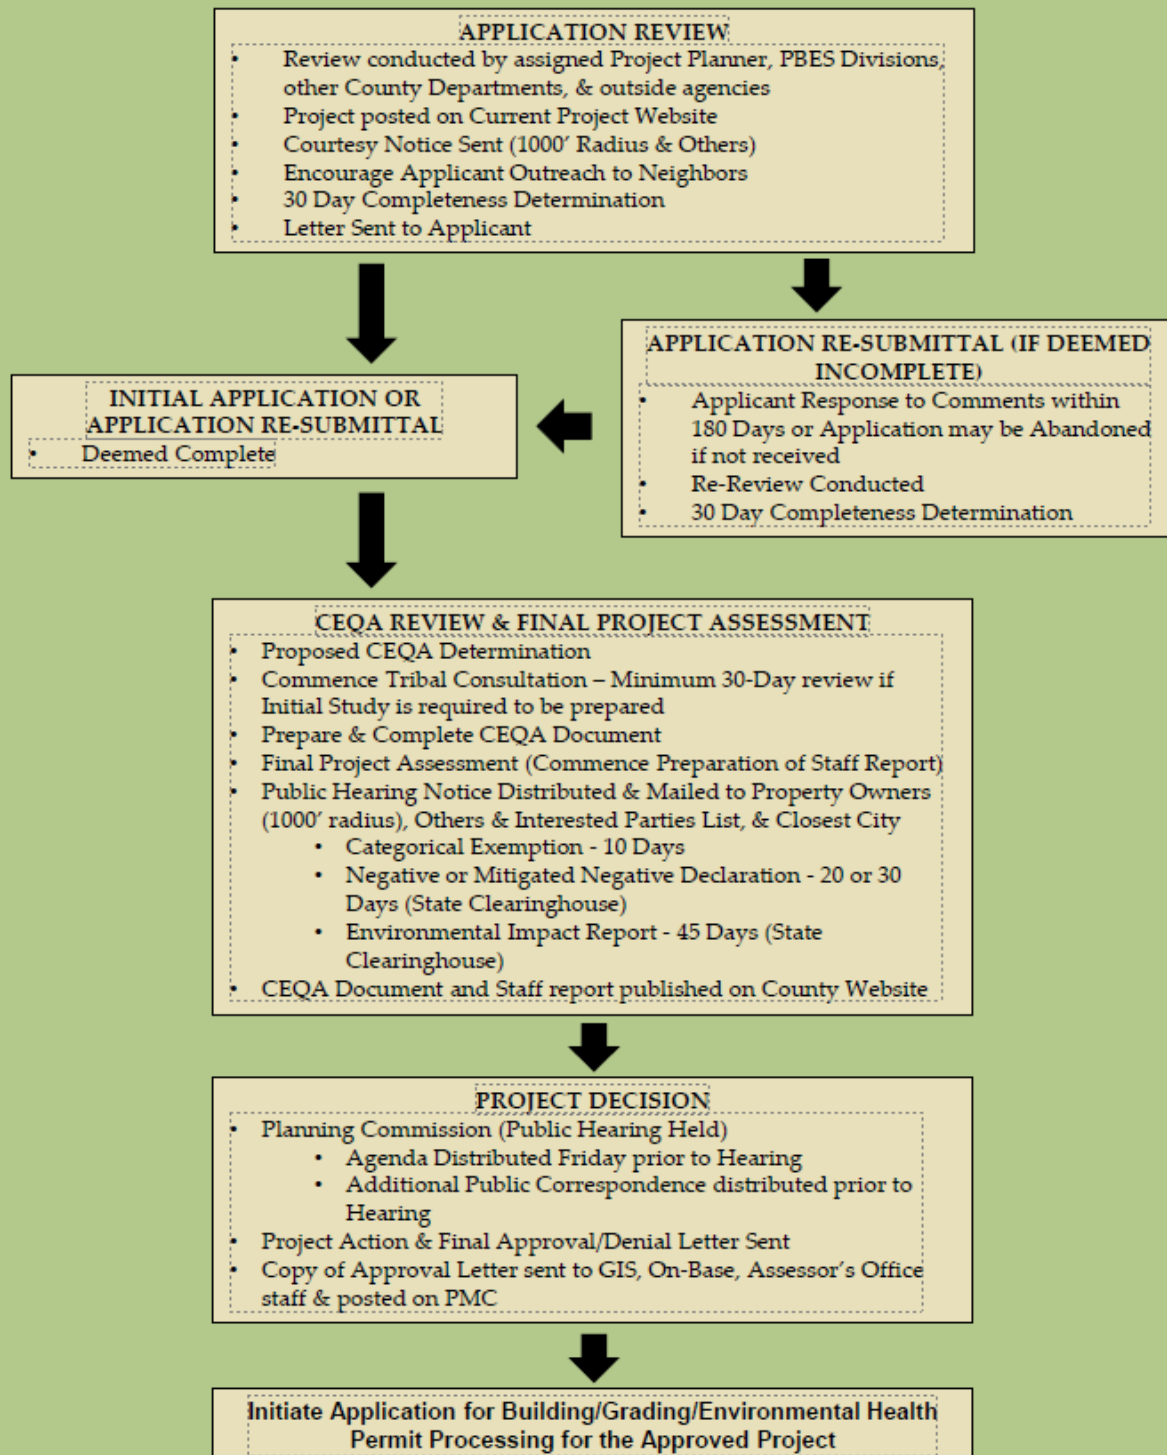 APPLICATION REVIEW
• Review conducted by assigned Project Planner, PBES Divisions,
other County Departments, & outside agencies
• Project posted on Current Project Website
• Courtesy Notice Sent (1000’ Radius & Others)
• Encourage Applicant Outreach to Neighbors
• 30 Day Completeness Determination
• Letter Sent to Applicant
APPLICATION RE-SUBMITTAL (IF DEEMED
INCOMPLETE)
• Applicant Response to Comments within
180 Days or Application may be Abandoned
if not received
• Re-Review Conducted
• 30 Day Completeness Determination
INITIAL APPLICATION OR
APPLICATION RE-SUBMITTAL
• Deemed Complete
CEQA REVIEW & FINAL PROJECT ASSESSMENT
• Proposed CEQA Determination
• Commence Tribal Consultation – Minimum 30-Day review if
Initial Study is required to be prepared
• Prepare & Complete CEQA Document
• Final Project Assessment (Commence Preparation of Staff Report)
• Public Hearing Notice Distributed & Mailed to Property Owners
(1000’ radius), Others & Interested Parties List, & Closest City
• Categorical Exemption - 10 Days
• Negative or Mitigated Negative Declaration - 20 or 30
Days (State Clearinghouse)
• Environmental Impact Report - 45 Days (State
Clearinghouse)
• CEQA Document and Staff report published on County Website
PROJECT DECISION
• Planning Commission (Public Hearing Held)
• Agenda Distributed Friday prior to Hearing
• Additional Public Correspondence distributed prior to
Hearing
• Project Action & Final Approval/Denial Letter Sent
• Copy of Approval Letter sent to GIS, On-Base, Assessor’s Office
staff & posted on PMC
Initiate Application for Building/Grading/Environmental Health
Permit Processing for the Approved Project